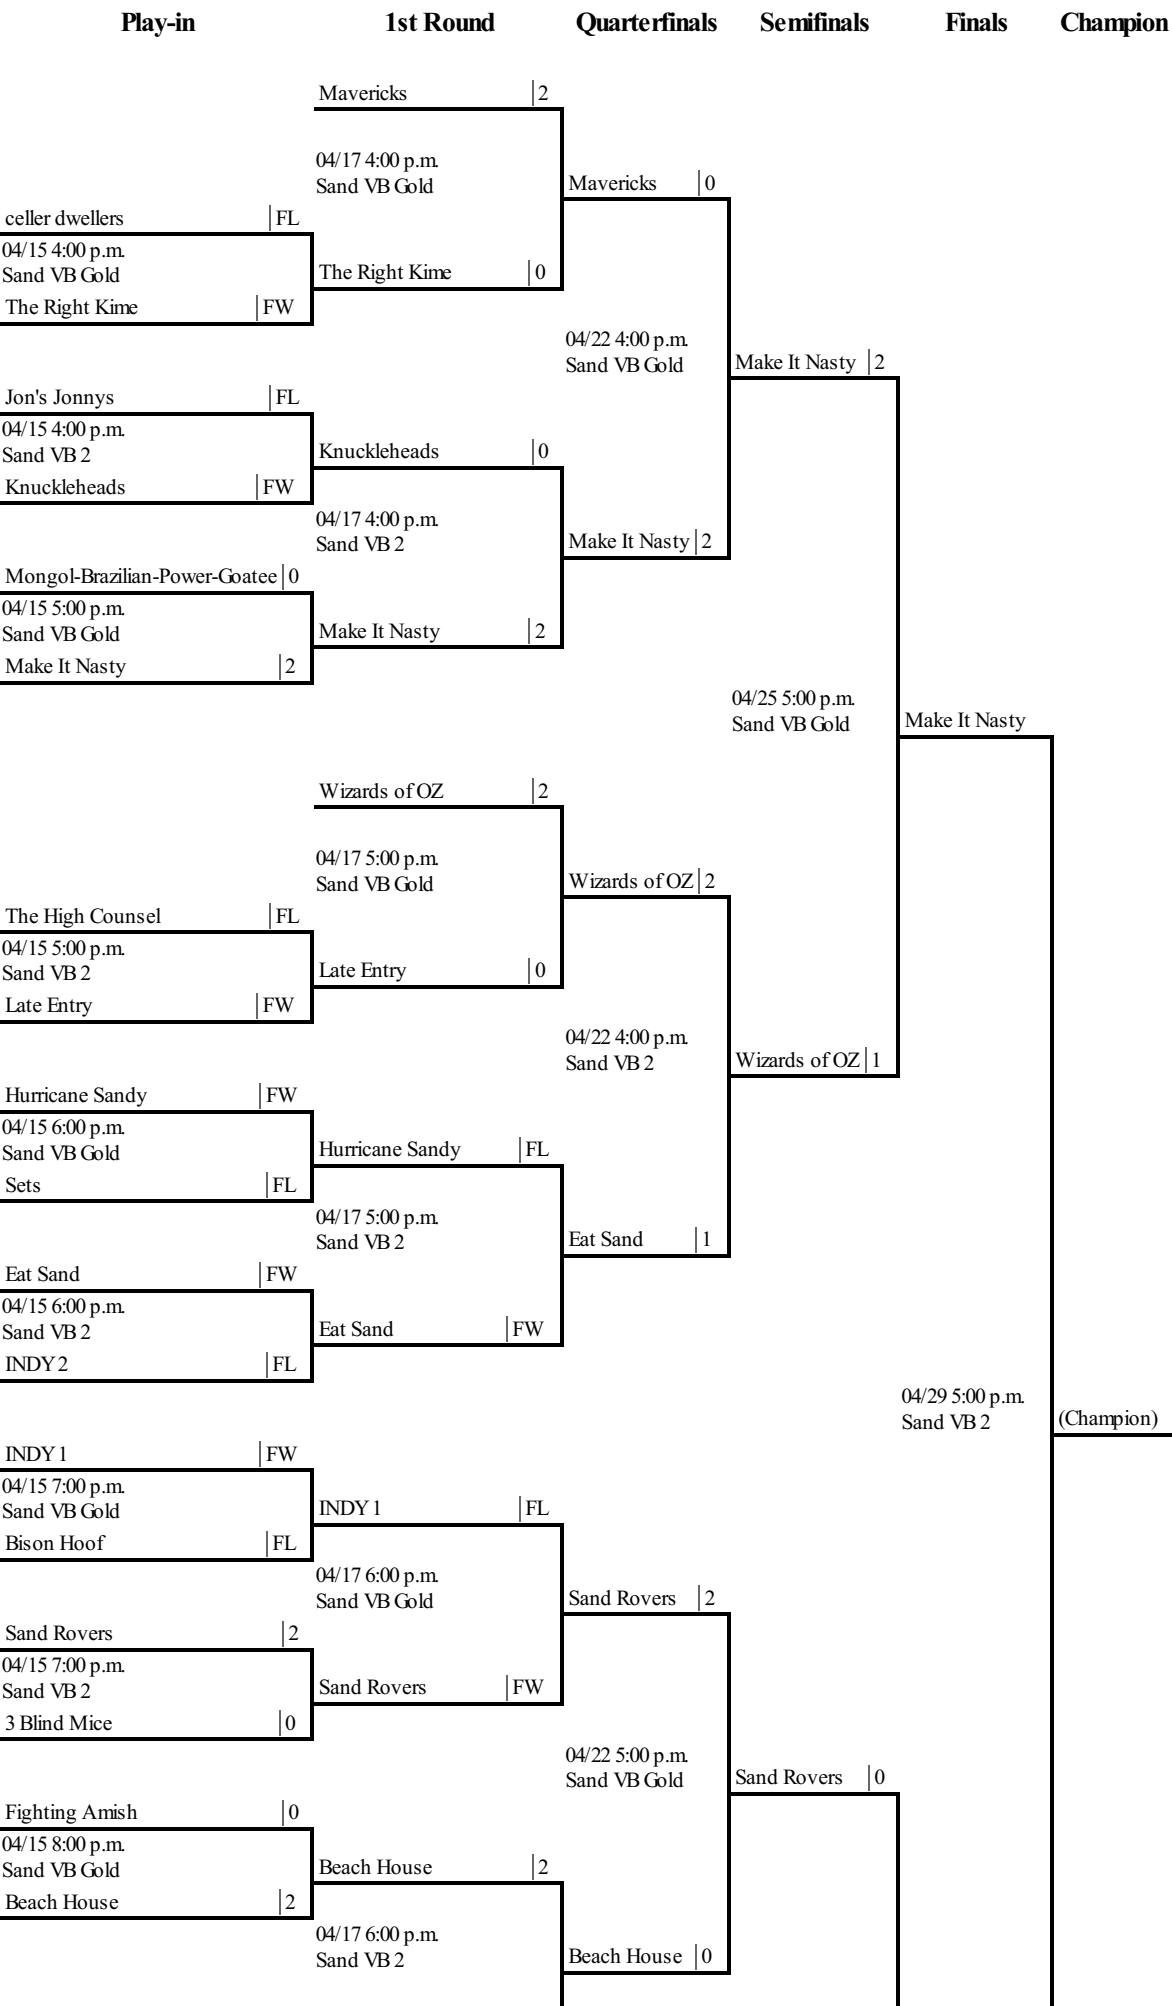 Play-in 1st Round Quarterfinals Semifinals Finals Champion
Mavericks 2
04/17 4:00 p.m.
Sand VB Gold
Mavericks 0
celler dwellers FL
04/15 4:00 p.m.
Sand VB Gold
The Right Kime 0
The Right Kime FW
04/22 4:00 p.m.
Sand VB Gold
Make It Nasty 2
Jon's Jonnys FL
04/15 4:00 p.m.
Sand VB 2
Knuckleheads 0
Knuckleheads FW
04/17 4:00 p.m.
Sand VB 2
Make It Nasty 2
Mongol-Brazilian-Power-Goatee 0
04/15 5:00 p.m.
Sand VB Gold
Make It Nasty 2
Make It Nasty 2
04/25 5:00 p.m.
Sand VB Gold
Make It Nasty
Wizards of OZ 2
04/17 5:00 p.m.
Sand VB Gold
Wizards of OZ 2
The High Counsel FL
04/15 5:00 p.m.
Sand VB 2
Late Entry 0
Late Entry FW
04/22 4:00 p.m.
Sand VB 2
Wizards of OZ 1
Hurricane Sandy FW
04/15 6:00 p.m.
Sand VB Gold
Hurricane Sandy FL
Sets FL
04/17 5:00 p.m.
Sand VB 2
Eat Sand 1
Eat Sand FW
04/15 6:00 p.m.
Sand VB 2
Eat Sand FW
INDY 2 FL
04/29 5:00 p.m.
Sand VB 2
(Champion)
INDY 1 FW
04/15 7:00 p.m.
Sand VB Gold
INDY 1 FL
Bison Hoof FL
04/17 6:00 p.m.
Sand VB Gold
Sand Rovers 2
Sand Rovers 2
04/15 7:00 p.m.
Sand VB 2
Sand Rovers FW
3 Blind Mice 0
04/22 5:00 p.m.
Sand VB Gold
Sand Rovers 0
Fighting Amish 0
04/15 8:00 p.m.
Sand VB Gold
Beach House 2
Beach House 2
04/17 6:00 p.m.
Sand VB 2
Beach House 0